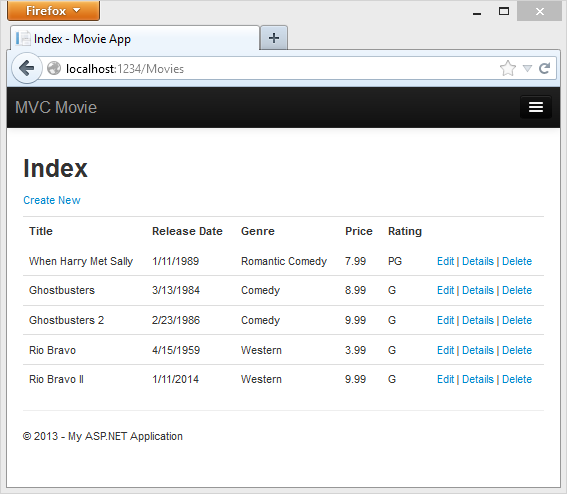 Firefox
Index - Movie App
localhost:1234/Movies
MVC Movie
Index
Create New
Title Release Date Genre Price Rating
When Harry Met Sally 1/11/1989 Romantic Comedy 7.99 PG Edit | Details | Delete
Ghostbusters 3/13/1984 Comedy 8.99 G Edit | Details | Delete
Ghostbusters 2 2/23/1986 Comedy 9.99 G Edit | Details | Delete
Rio Bravo 4/15/1959 Western 3.99 G Edit | Details | Delete
Rio Bravo II 1/11/2014 Western 9.99 G Edit | Details | Delete
© 2013 - My ASP.NET Application